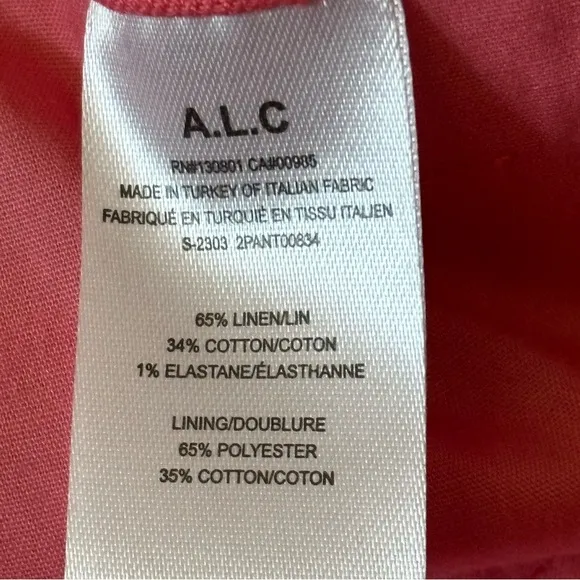 A.L.C
RN#130801 CA#00985
MADE IN TURKEY OF ITALIAN FABRIC
FABRIQUÉ EN TURQUIÉ EN TISSU ITALIEN
S-2303 2PANT00834
65% LINEN/LIN
34% COTTON/COTON
1% ELASTANE/ÉLASTHANNE
LINING/DOUBLURE
65% POLYESTER
35% COTTON/COTON